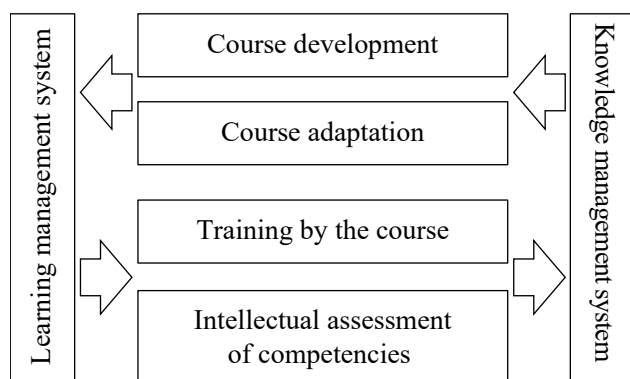 Learning management system
Course development
Course adaptation
Training by the course
Intellectual assessment
of competencies
Knowledge management system